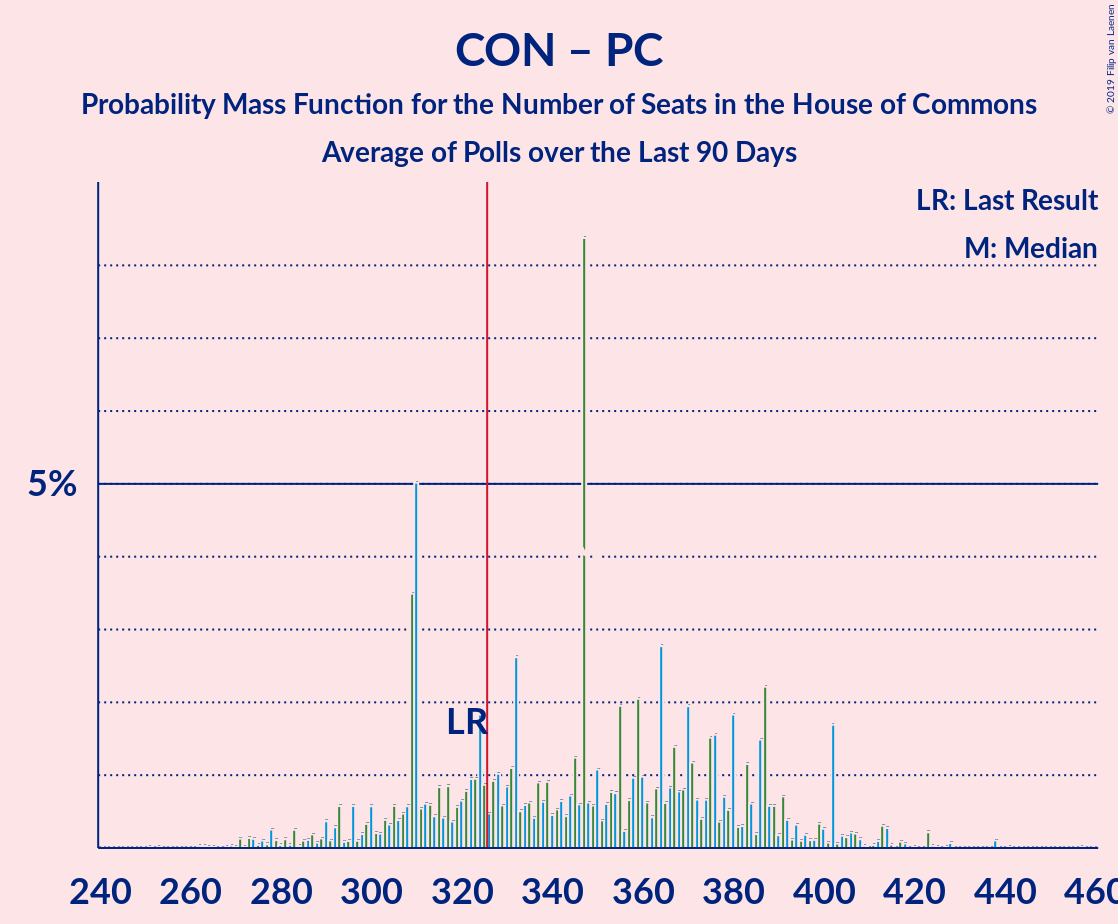 CON – PC
Probability Mass Function for the Number of Seats in the House of Commons
Average of Polls over the Last 90 Days
© 2019 Filip van Laenen
LR: Last Result
M: Median
5%
LR
240 260 280 300 320 340 360 380 400 420 440 460